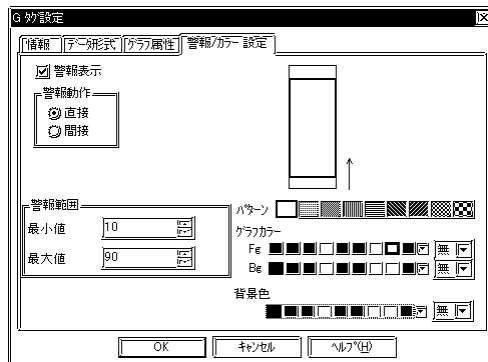 G タグ設定
情報 データ形式 グラフ属性 警報/カラー 設定
警報表示
警報動作
直接
間接
警報範囲
最小値 10
最大値 90
パターン
グラフカラー
Fg 無
Bg 無
背景色
無
OK キャンセル ヘルプ(H)